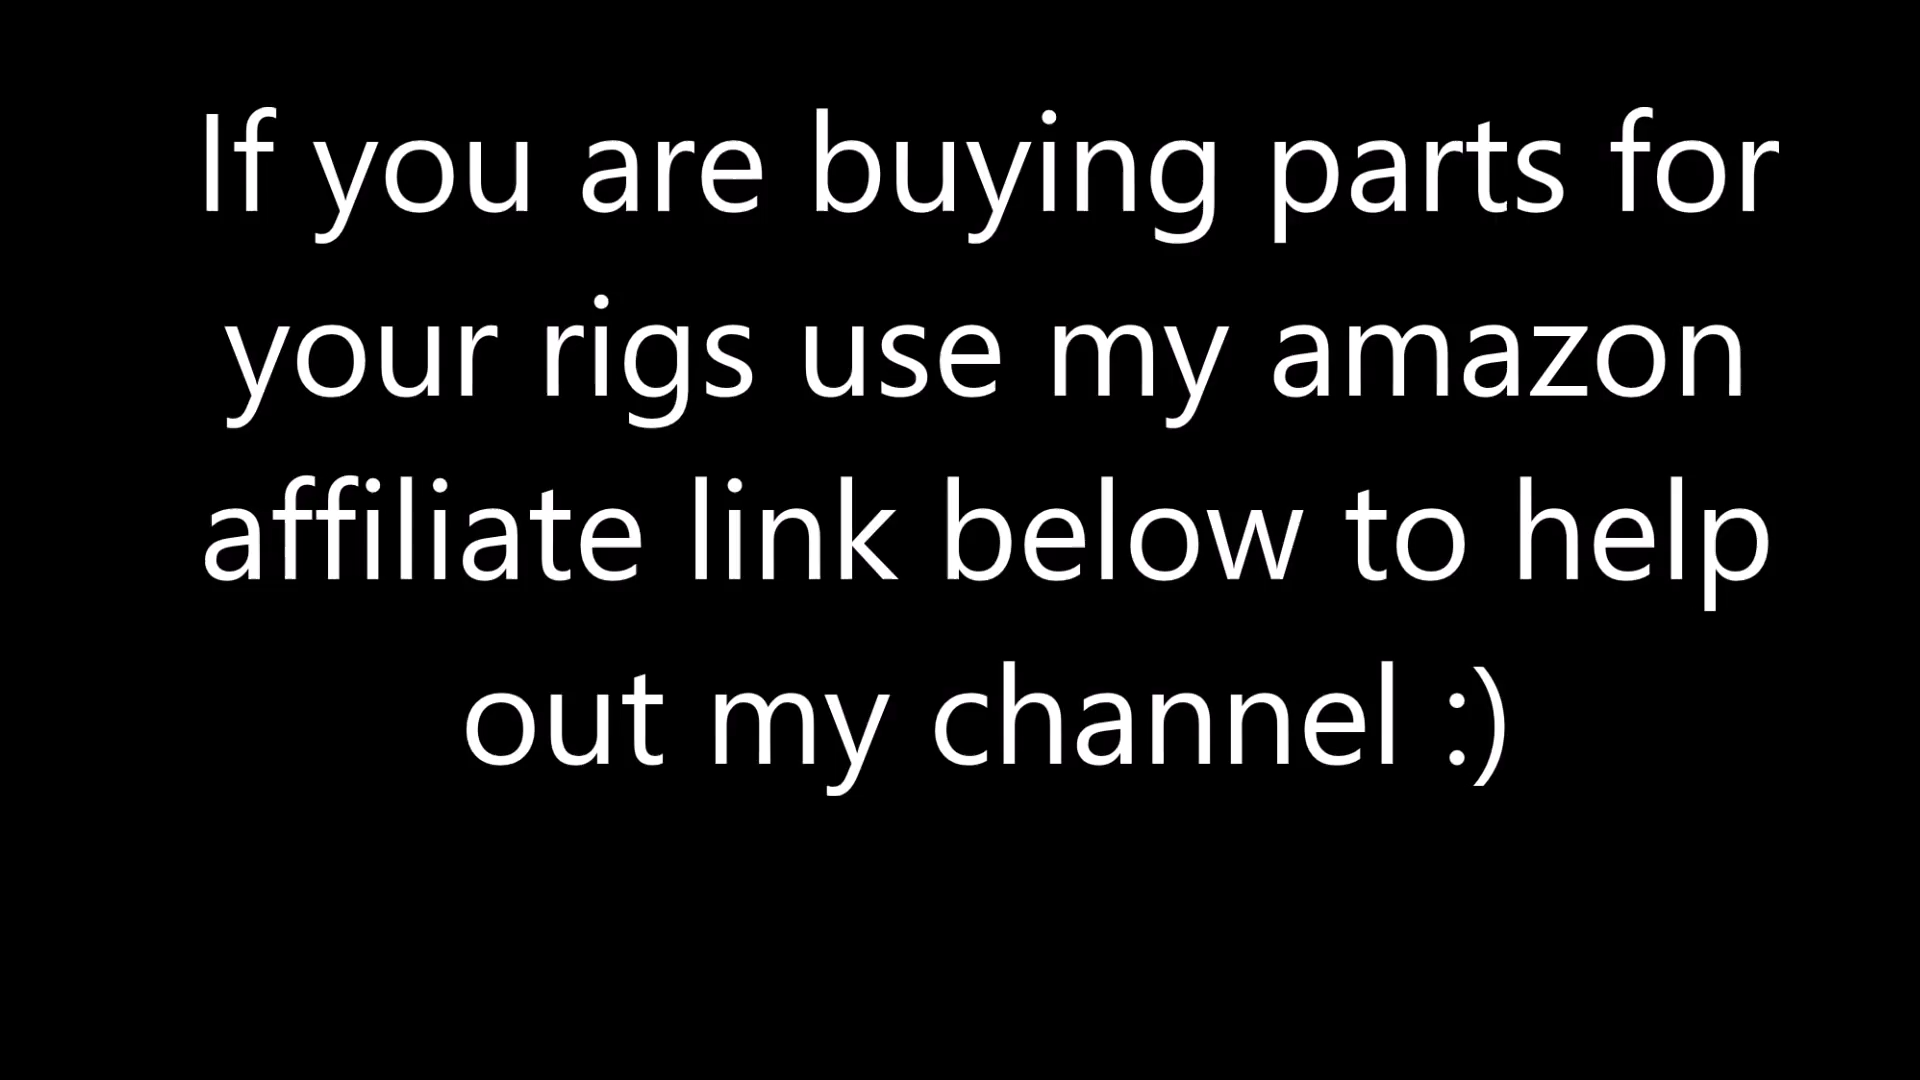 If you are buying parts for
your rigs use my amazon
affiliate link below to help
out my channel :)